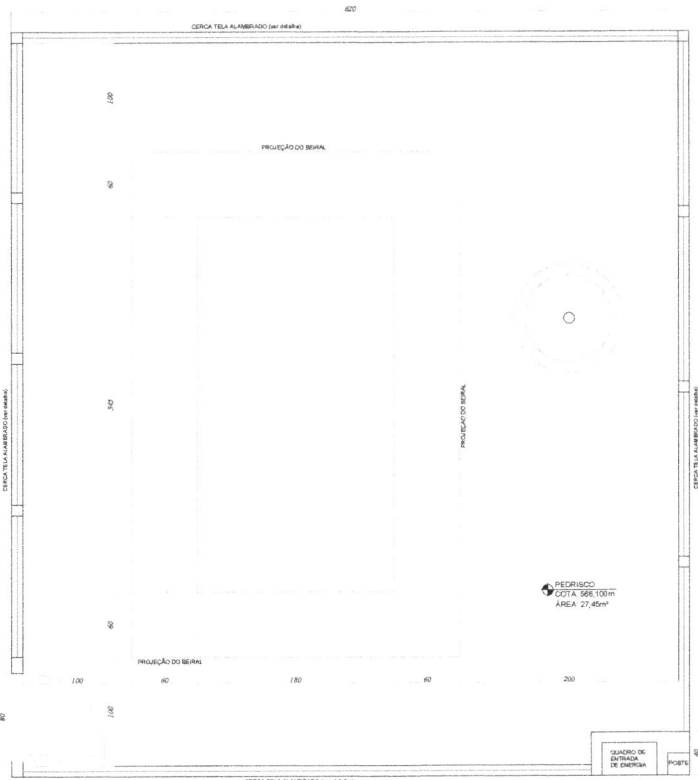 620
CERCA TELA ALAMBRADO (ver detalhe)
100
PROJEÇÃO DO BEIRAL
60
345
CERCA TELA ALAMBRADO (ver detalhe)
PROJEÇÃO DO BEIRAL
CERCA TELA ALAMBRADO (ver detalhe)
PEDRISCO
COTA: 566,100m
ÁREA: 27,45m²
60
PROJEÇÃO DO BEIRAL
100
60
180
60
200
80
100
QUADRO DE
ENTRADA
DE ENERGIA
POSTE
40